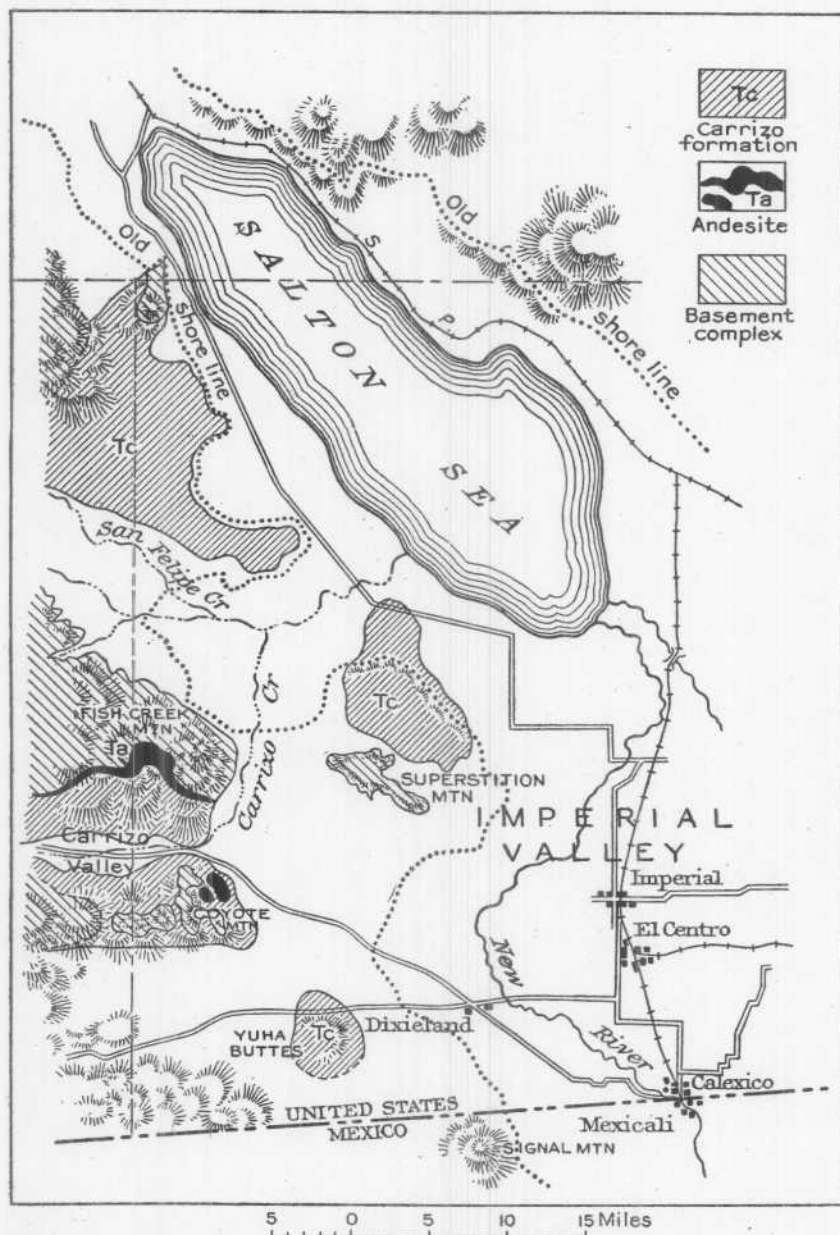 Tc
Carrizo
formation
Ta
Andesite
Basement
complex
Old
shore line
Old
shore line
S. P.
SALTON
SEA
Tc
San Felipe Cr
FISH CREEK
MTN
Ta
Carrizo Cr
Tc
SUPERSTITION
MTN
IMPERIAL
VALLEY
Carrizo
Valley
Tc
COYOTE
MTN
Imperial
El Centro
New River
YUHA
BUTTES
Tc
Dixieland
Calexico
UNITED STATES
MEXICO
Mexicali
SIGNAL MTN
5 0 5 10 15 Miles